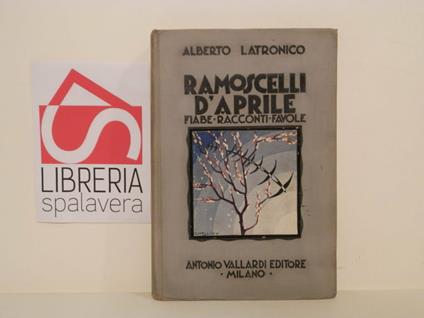 LIBRERIA
spalavera
ALBERTO LATRONICO
RAMOSCELLI
D'APRILE
FIABE·RACCONTI·FAVOLE
ANTONIO VALLARDI EDITORE
·MILANO·